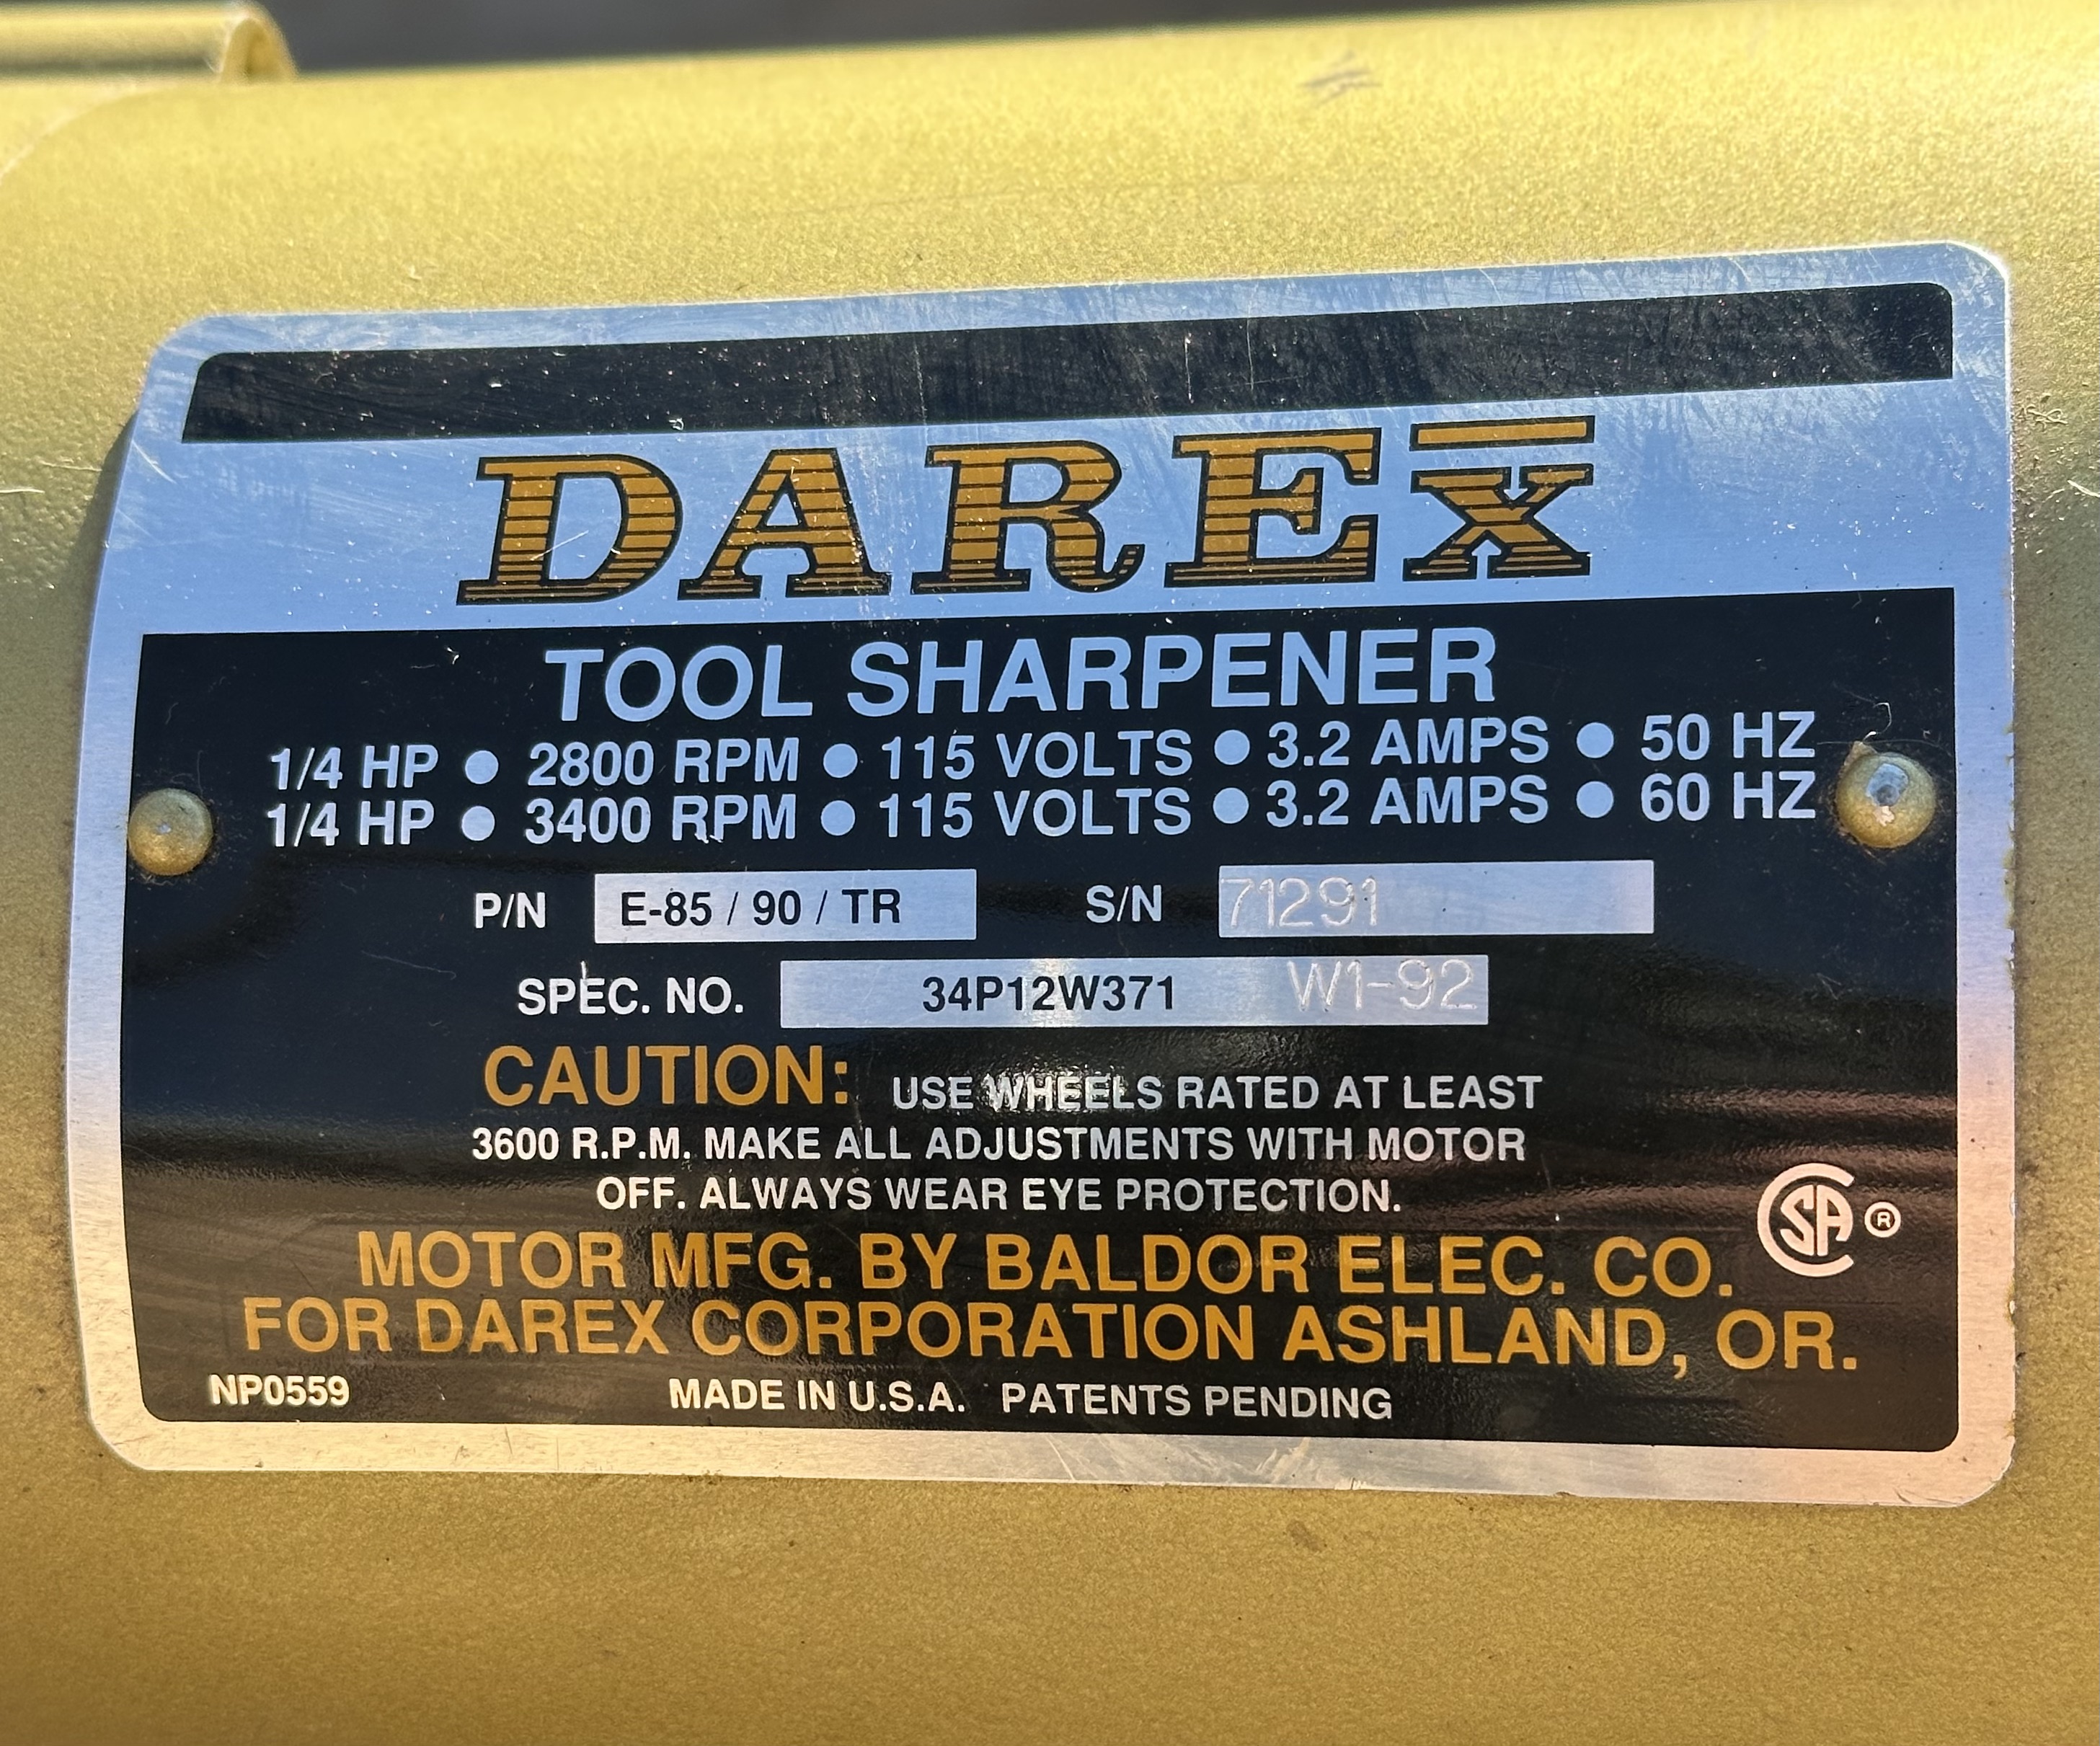 DAREX
TOOL SHARPENER
1/4 HP • 2800 RPM • 115 VOLTS • 3.2 AMPS • 50 HZ
1/4 HP • 3400 RPM • 115 VOLTS • 3.2 AMPS • 60 HZ
P/N E-85 / 90 / TR S/N 71291
SPEC. NO. 34P12W371 W1-92
CAUTION: USE WHEELS RATED AT LEAST
3600 R.P.M. MAKE ALL ADJUSTMENTS WITH MOTOR
OFF. ALWAYS WEAR EYE PROTECTION.
SA ®
MOTOR MFG. BY BALDOR ELEC. CO.
FOR DAREX CORPORATION ASHLAND, OR.
NP0559 MADE IN U.S.A. PATENTS PENDING